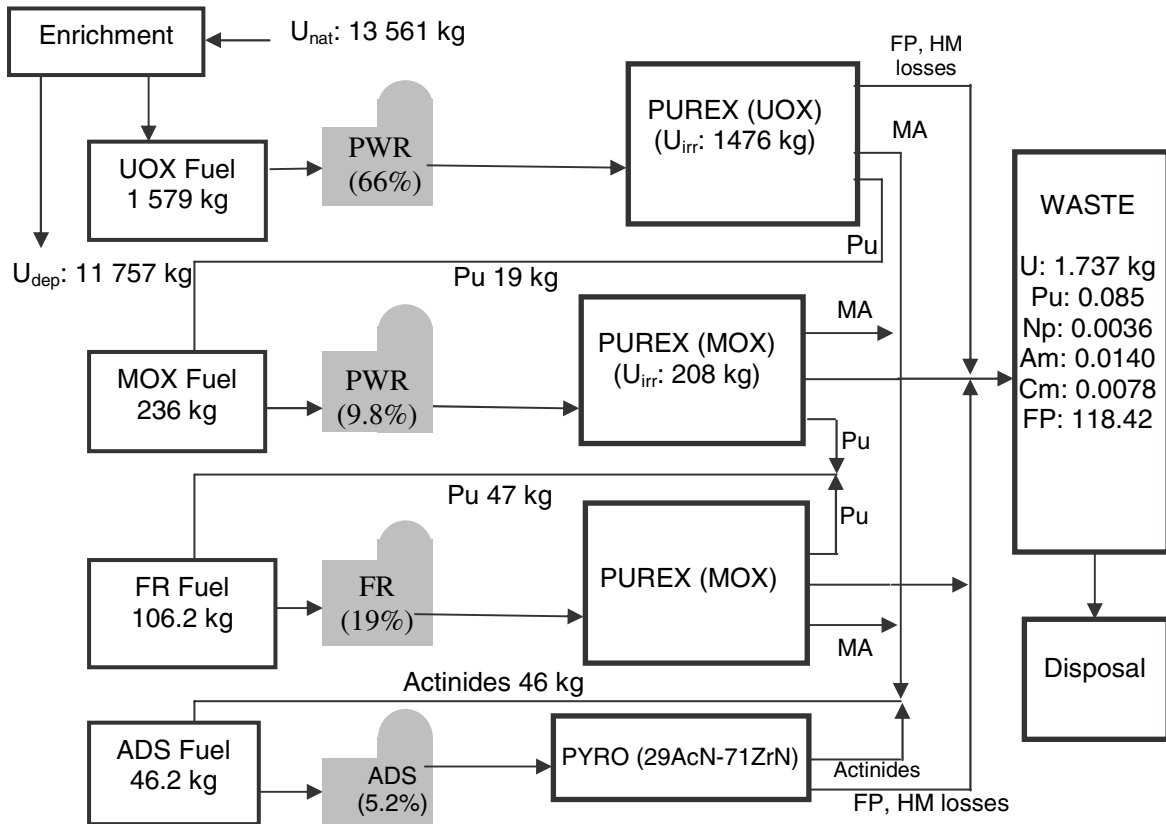 Enrichment
Unat: 13 561 kg
FP, HM
losses
PUREX (UOX)
(Uirr: 1476 kg)
MA
PWR
(66%)
UOX Fuel
1 579 kg
WASTE
U: 1.737 kg
Pu: 0.085
Np: 0.0036
Am: 0.0140
Cm: 0.0078
FP: 118.42
Pu
Udep: 11 757 kg
Pu 19 kg
MA
PUREX (MOX)
(Uirr: 208 kg)
PWR
(9.8%)
MOX Fuel
236 kg
Pu
Pu 47 kg
Pu
FR Fuel
106.2 kg
FR
(19%)
PUREX (MOX)
MA
Disposal
Actinides 46 kg
ADS Fuel
46.2 kg
ADS
(5.2%)
PYRO (29AcN-71ZrN)
Actinides
FP, HM losses